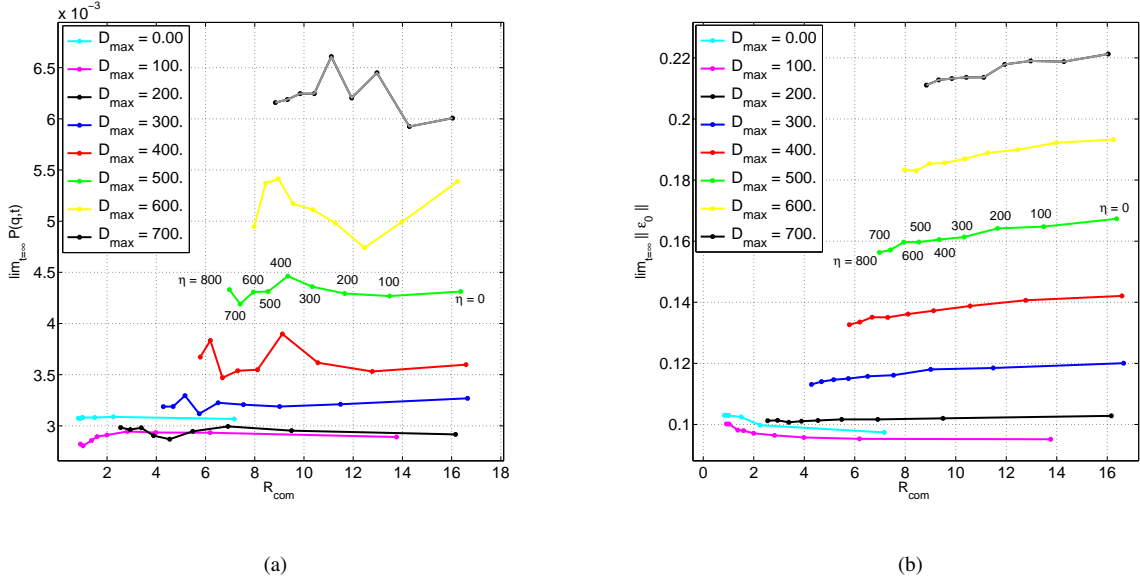 x 10⁻³
6.5
6
5.5
5
4.5
4
3.5
3
2 4 6 8 10 12 14 16 18
R_com
lim_{t=∞} P(q,t)
D_max = 0.00
D_max = 100.
D_max = 200.
D_max = 300.
D_max = 400.
D_max = 500.
D_max = 600.
D_max = 700.
η = 800
700
600
500
400
300
200
100
η = 0
(a)
0.22
0.2
0.18
0.16
0.14
0.12
0.1
0 2 4 6 8 10 12 14 16
R_com
lim_{t=∞} || ε_0 ||
D_max = 0.00
D_max = 100.
D_max = 200.
D_max = 300.
D_max = 400.
D_max = 500.
D_max = 600.
D_max = 700.
η = 800
700
600
500
400
300
200
100
η = 0
(b)